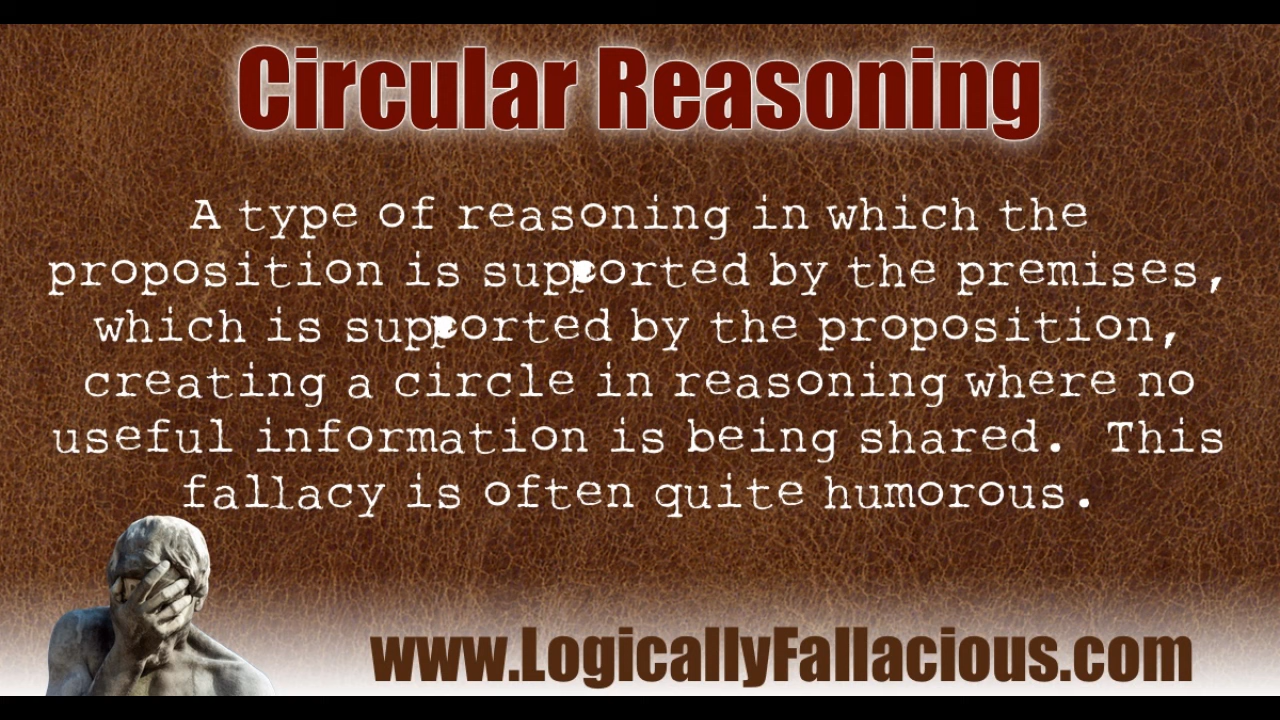 Circular Reasoning
A type of reasoning in which the
proposition is supported by the premises,
which is supported by the proposition,
creating a circle in reasoning where no
useful information is being shared. This
fallacy is often quite humorous.
www.LogicallyFallacious.com